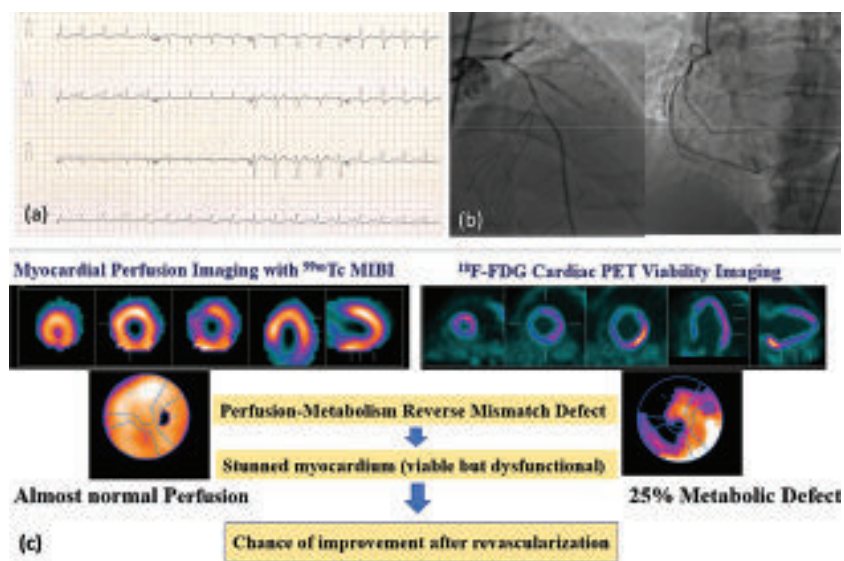 (a)
(b)
Myocardial Perfusion Imaging with ⁹⁹ᵐTc MIBI
¹⁸F-FDG Cardiac PET Viability Imaging
Perfusion-Metabolism Reverse Mismatch Defect
Stunned myocardium (viable but dysfunctional)
Almost normal Perfusion
25% Metabolic Defect
(c)
Chance of improvement after revascularization